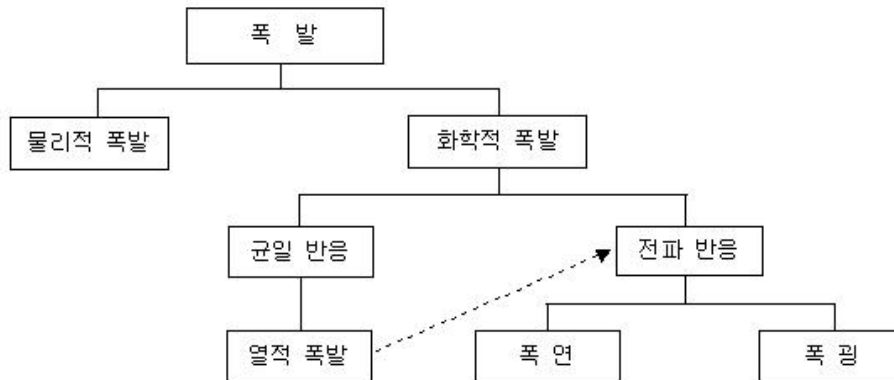 폭 발
물리적 폭발
화학적 폭발
균일 반응
전파 반응
열적 폭발
폭 연
폭 굉